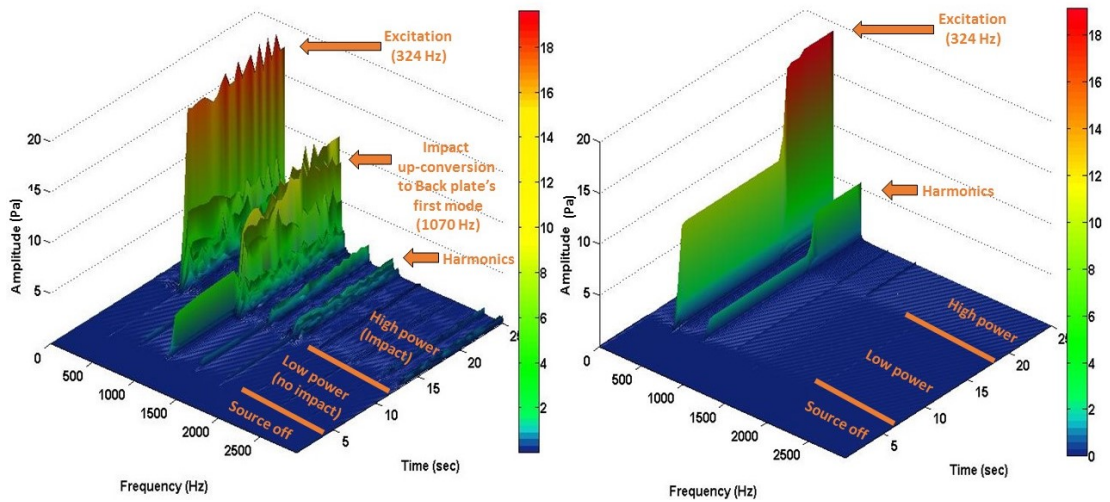 Excitation
(324 Hz)
Impact
up-conversion
to Back plate's
first mode
(1070 Hz)
Harmonics
High power
(Impact)
Low power
(no impact)
Source off
20
15
10
5
Amplitude (Pa)
0
500
1000
1500
2000
2500
Frequency (Hz)
5
10
15
20
25
Time (sec)
18
16
14
12
10
8
6
4
2
Excitation
(324 Hz)
Harmonics
High power
Low power
Source off
20
15
10
5
Amplitude (Pa)
0
500
1000
1500
2000
2500
Frequency (Hz)
5
10
15
20
25
Time (sec)
18
16
14
12
10
8
6
4
2
0